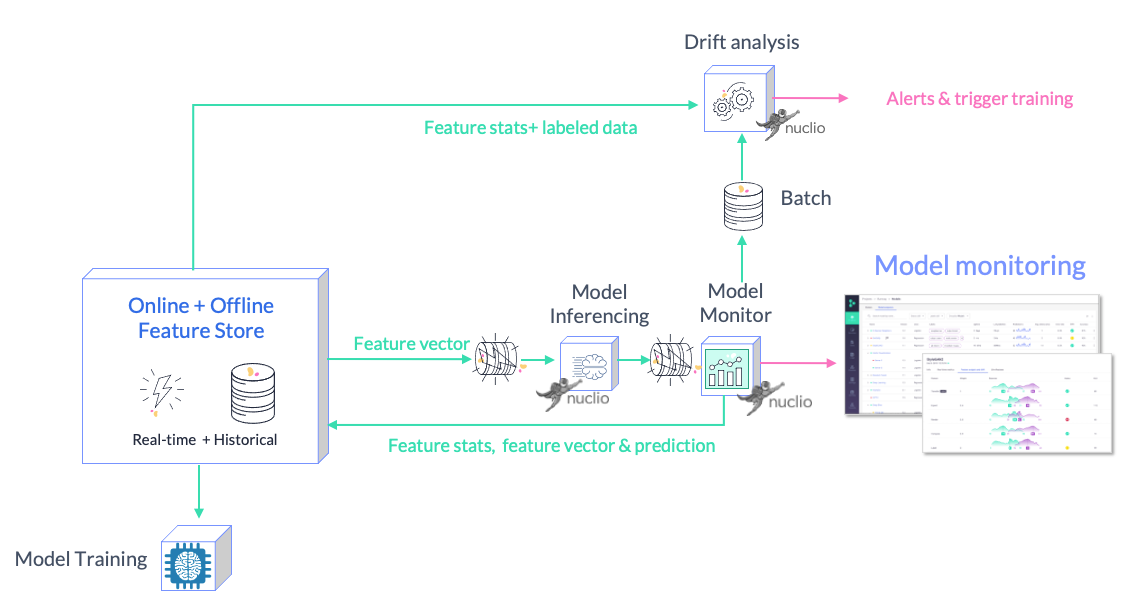 Drift analysis
Alerts & trigger training
Feature stats+ labeled data
nuclio
Batch
Model monitoring
Online + Offline
Feature Store
Model
Inferencing
Model
Monitor
Feature vector
nuclio
nuclio
Real-time + Historical
Feature stats, feature vector & prediction
Model Training